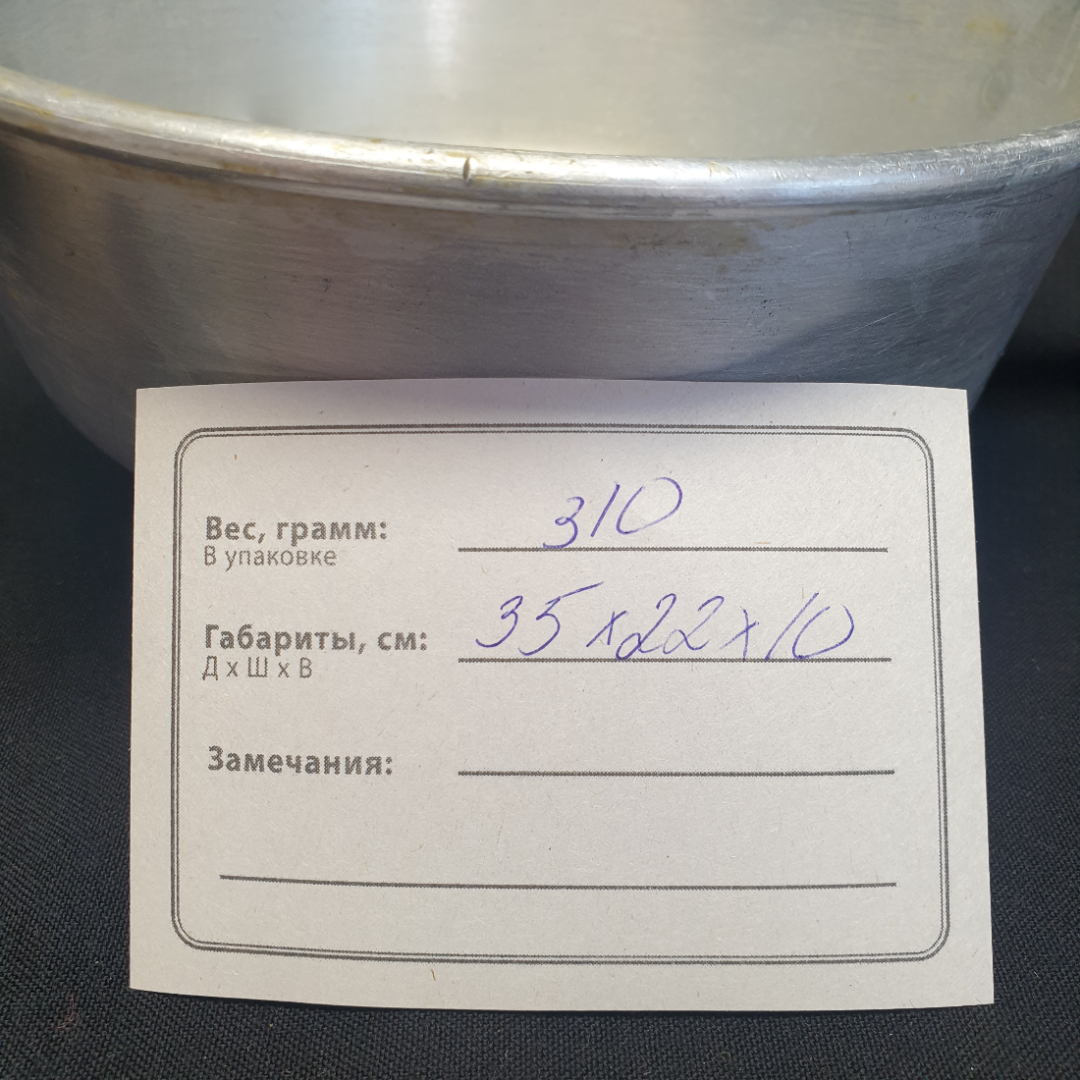 Вес, грамм: 310
В упаковке
Габариты, см: 35x22x10
Д х Ш х В
Замечания: